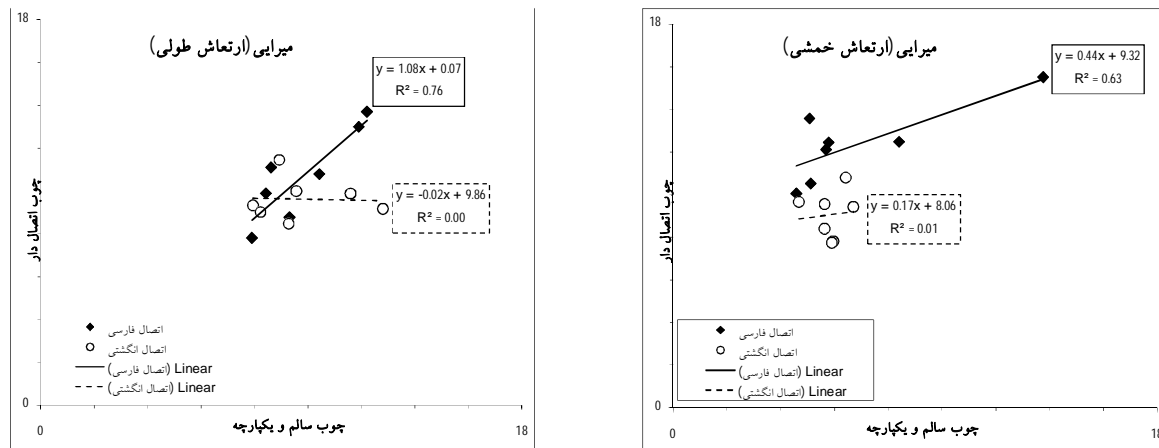 18
میرایی (ارتعاش طولی)
y = 1.08x + 0.07
R² = 0.76
y = -0.02x + 9.86
R² = 0.00
چوب اتصال دار
اتصال فارسی
اتصال انگشتی
Linear (اتصال فارسی)
Linear (اتصال انگشتی)
0
0
چوب سالم و یکپارچه
18
18
میرایی (ارتعاش خمشی)
y = 0.44x + 9.32
R² = 0.63
y = 0.17x + 8.06
R² = 0.01
چوب اتصال دار
اتصال فارسی
اتصال انگشتی
Linear (اتصال فارسی)
Linear (اتصال انگشتی)
0
0
چوب سالم و یکپارچه
18